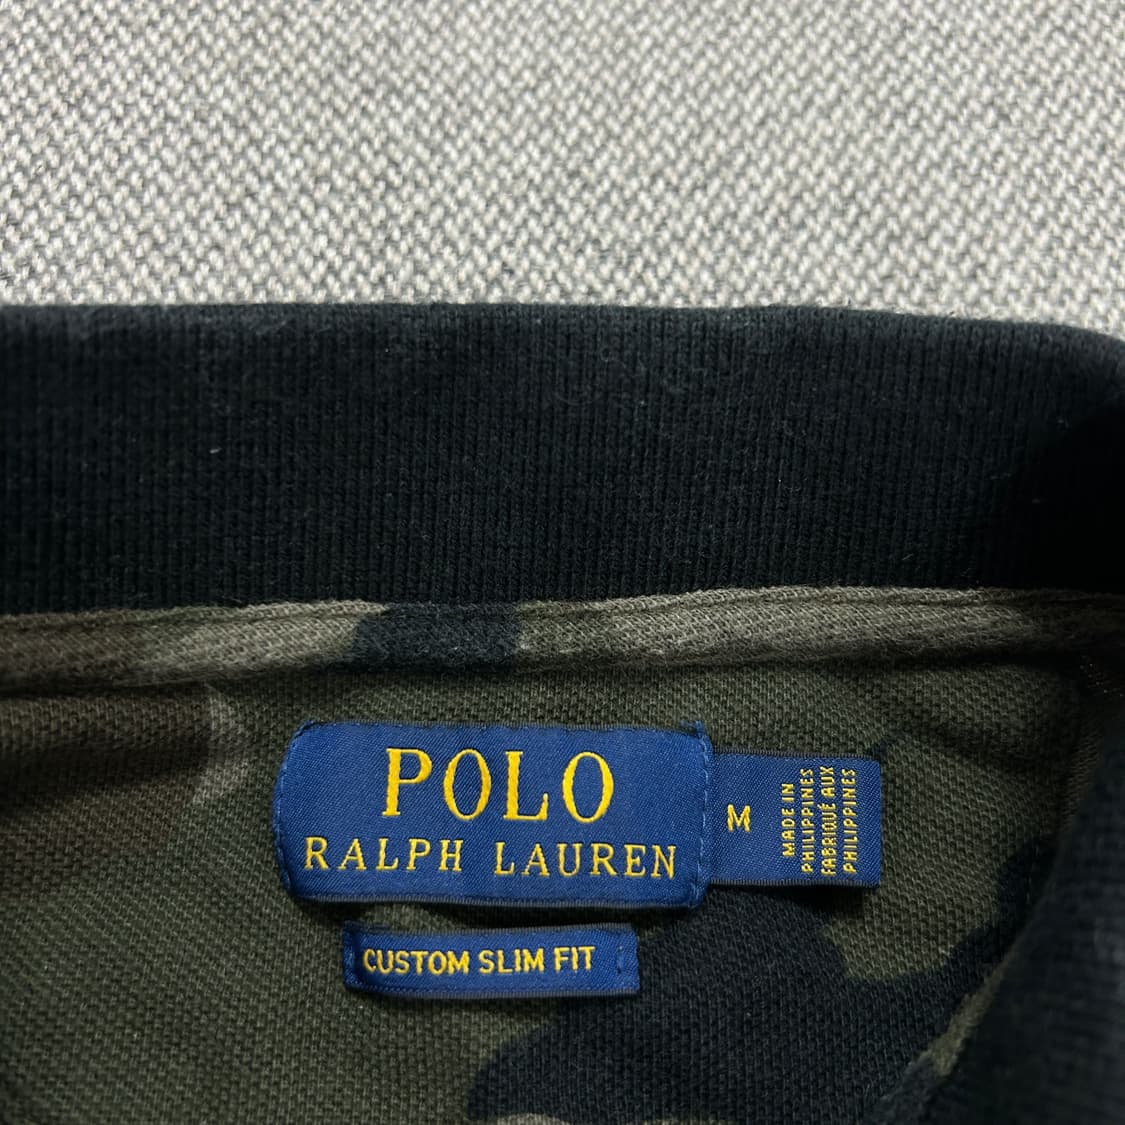 POLO
RALPH LAUREN
M
MADE IN
PHILIPPINES
FABRIQUÉ AUX
PHILIPPINES
CUSTOM SLIM FIT